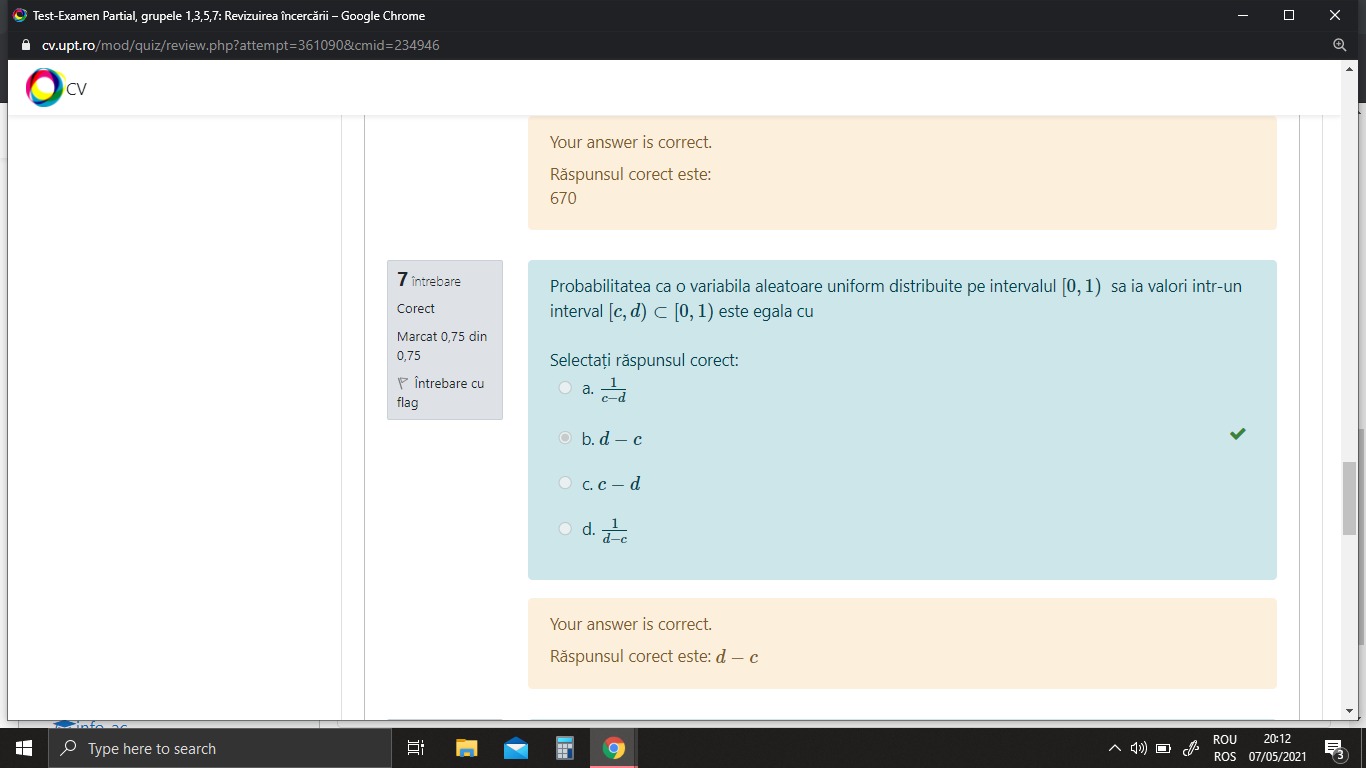 Test-Examen Partial, grupele 1,3,5,7: Revizuirea încercării – Google Chrome
cv.upt.ro/mod/quiz/review.php?attempt=361090&cmid=234946
CV
Your answer is correct.
Răspunsul corect este:
670
7 întrebare
Corect
Marcat 0,75 din
0,75
Întrebare cu
flag
Probabilitatea ca o variabila aleatoare uniform distribuite pe intervalul [0, 1) sa ia valori intr-un
interval [c, d) ⊂ [0, 1) este egala cu
Selectați răspunsul corect:
a. 1/(c−d)
b. d − c
c. c − d
d. 1/(d−c)
Your answer is correct.
Răspunsul corect este: d − c
info_ac
Type here to search
ROU
ROS
20:12
07/05/2021
3